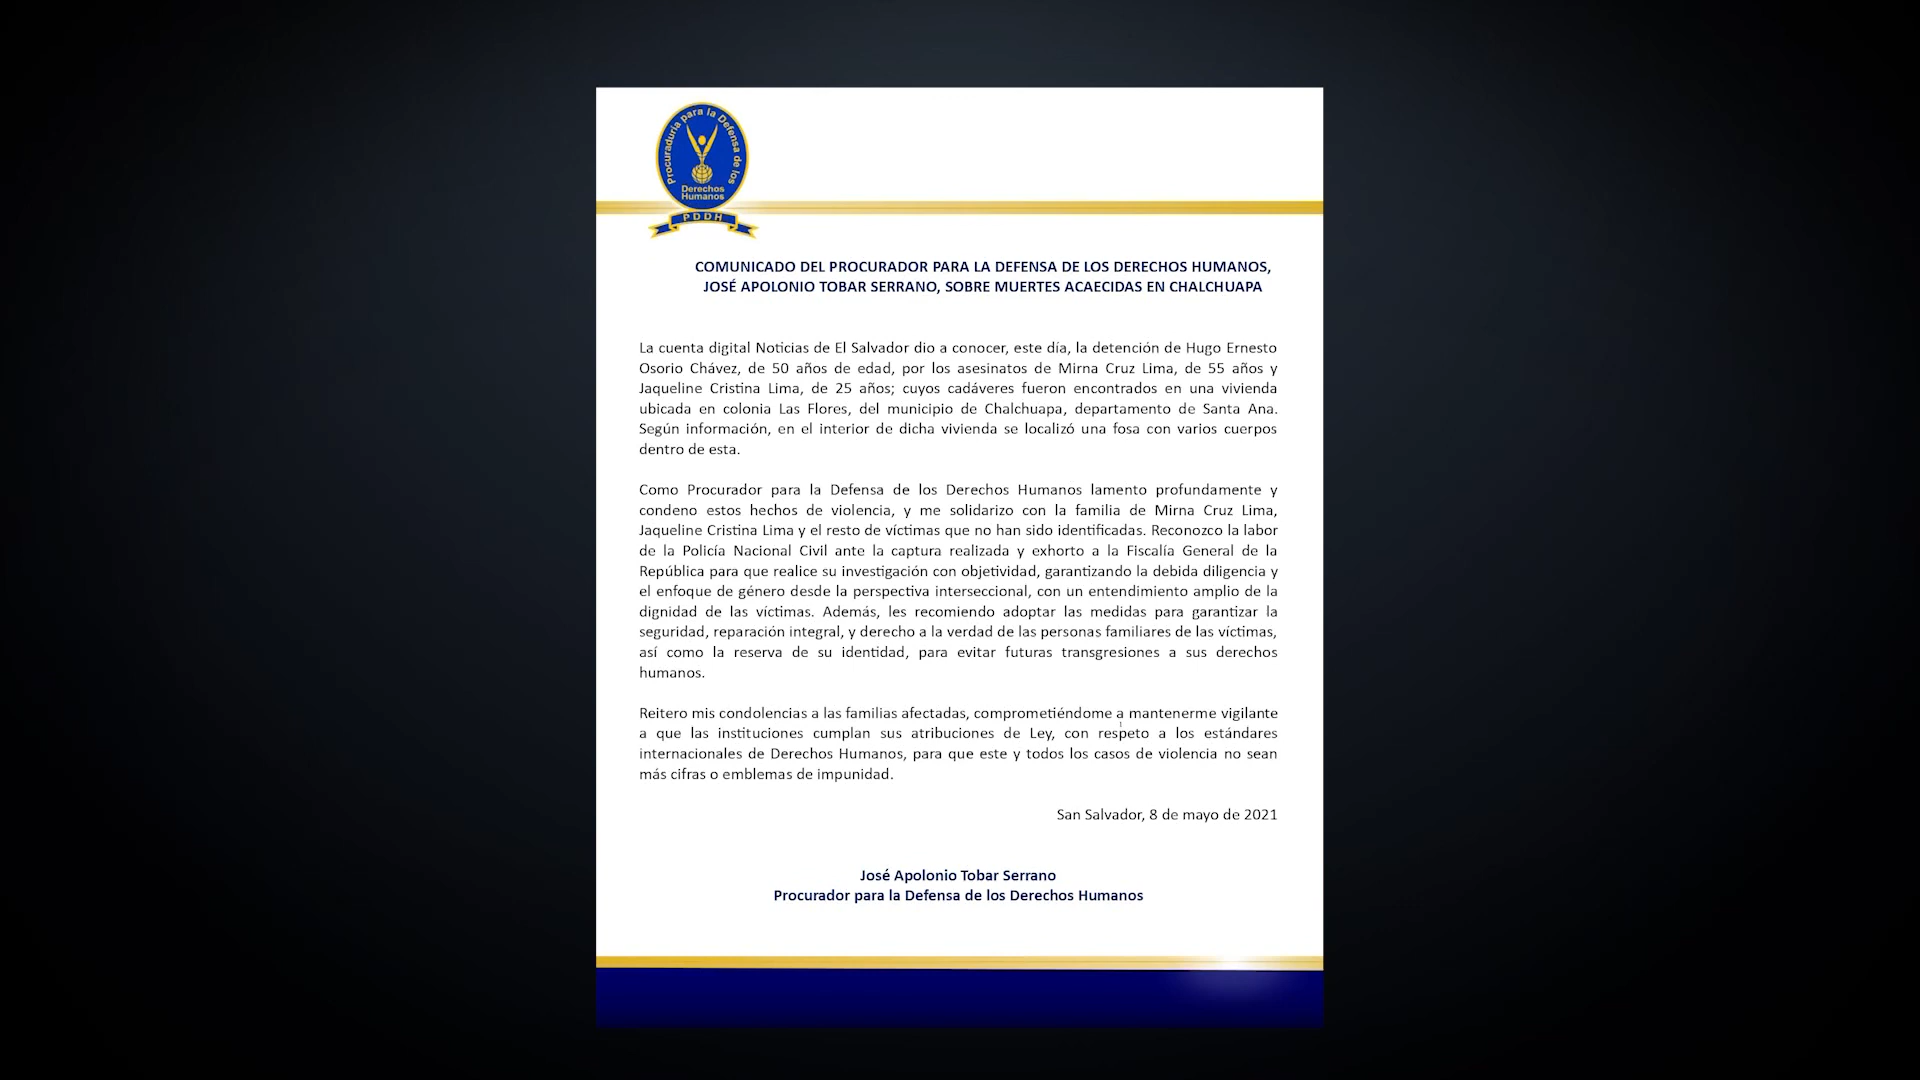 Procuraduría para la Defensa de los
Derechos
Humanos
PDDH
COMUNICADO DEL PROCURADOR PARA LA DEFENSA DE LOS DERECHOS HUMANOS,
JOSÉ APOLONIO TOBAR SERRANO, SOBRE MUERTES ACAECIDAS EN CHALCHUAPA
La cuenta digital Noticias de El Salvador dio a conocer, este día, la detención de Hugo Ernesto
Osorio Chávez, de 50 años de edad, por los asesinatos de Mirna Cruz Lima, de 55 años y
Jaqueline Cristina Lima, de 25 años; cuyos cadáveres fueron encontrados en una vivienda
ubicada en colonia Las Flores, del municipio de Chalchuapa, departamento de Santa Ana.
Según información, en el interior de dicha vivienda se localizó una fosa con varios cuerpos
dentro de esta.
Como Procurador para la Defensa de los Derechos Humanos lamento profundamente y
condeno estos hechos de violencia, y me solidarizo con la familia de Mirna Cruz Lima,
Jaqueline Cristina Lima y el resto de víctimas que no han sido identificadas. Reconozco la labor
de la Policía Nacional Civil ante la captura realizada y exhorto a la Fiscalía General de la
República para que realice su investigación con objetividad, garantizando la debida diligencia y
el enfoque de género desde la perspectiva interseccional, con un entendimiento amplio de la
dignidad de las víctimas. Además, les recomiendo adoptar las medidas para garantizar la
seguridad, reparación integral, y derecho a la verdad de las personas familiares de las víctimas,
así como la reserva de su identidad, para evitar futuras transgresiones a sus derechos
humanos.
Reitero mis condolencias a las familias afectadas, comprometiéndome a mantenerme vigilante
a que las instituciones cumplan sus atribuciones de Ley, con respeto a los estándares
internacionales de Derechos Humanos, para que este y todos los casos de violencia no sean
más cifras o emblemas de impunidad.
San Salvador, 8 de mayo de 2021
José Apolonio Tobar Serrano
Procurador para la Defensa de los Derechos Humanos